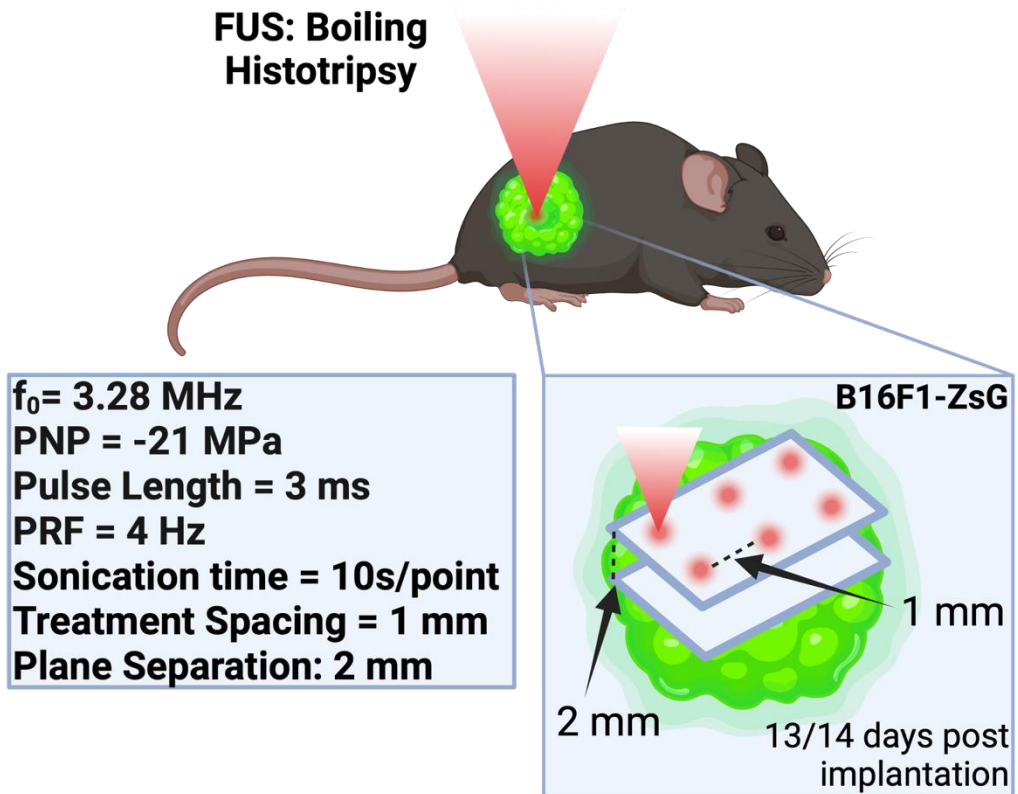 FUS: Boiling
Histotripsy
f₀= 3.28 MHz
PNP = -21 MPa
Pulse Length = 3 ms
PRF = 4 Hz
Sonication time = 10s/point
Treatment Spacing = 1 mm
Plane Separation: 2 mm
B16F1-ZsG
1 mm
2 mm
13/14 days post
implantation